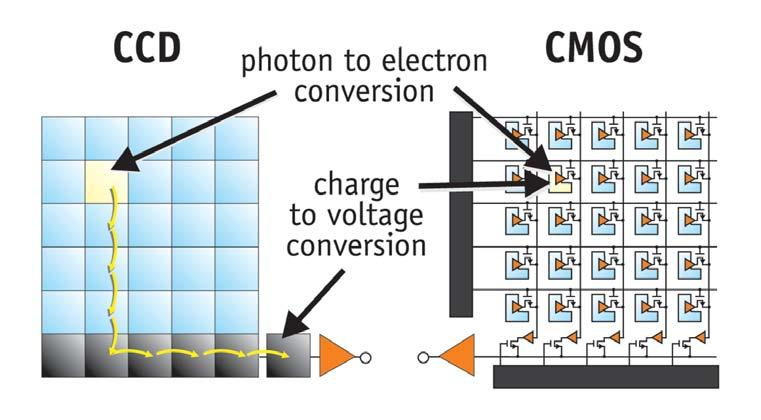 CCD
photon to electron
conversion
CMOS
charge
to voltage
conversion